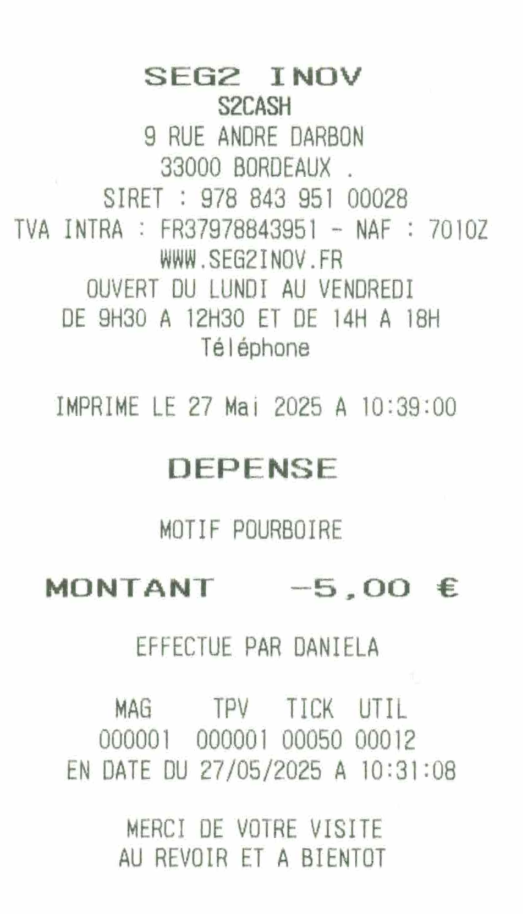 SEG2 INOV
S2CASH
9 RUE ANDRE DARBON
33000 BORDEAUX .
SIRET : 978 843 951 00028
TVA INTRA : FR37978843951 - NAF : 7010Z
WWW.SEG2INOV.FR
OUVERT DU LUNDI AU VENDREDI
DE 9H30 A 12H30 ET DE 14H A 18H
Téléphone
IMPRIME LE 27 Mai 2025 A 10:39:00
DEPENSE
MOTIF POURBOIRE
MONTANT -5,00 €
EFFECTUE PAR DANIELA
MAG TPV TICK UTIL
000001 000001 00050 00012
EN DATE DU 27/05/2025 A 10:31:08
MERCI DE VOTRE VISITE
AU REVOIR ET A BIENTOT